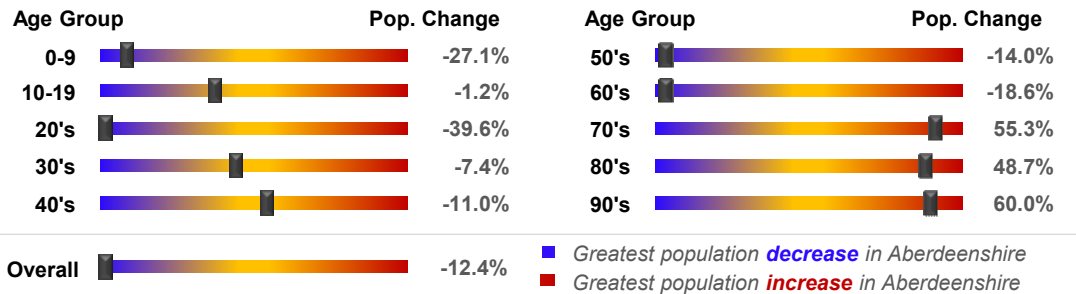 Age Group Pop. Change
0-9 -27.1%
10-19 -1.2%
20's -39.6%
30's -7.4%
40's -11.0%
Overall -12.4%
Age Group Pop. Change
50's -14.0%
60's -18.6%
70's 55.3%
80's 48.7%
90's 60.0%
Greatest population decrease in Aberdeenshire
Greatest population increase in Aberdeenshire